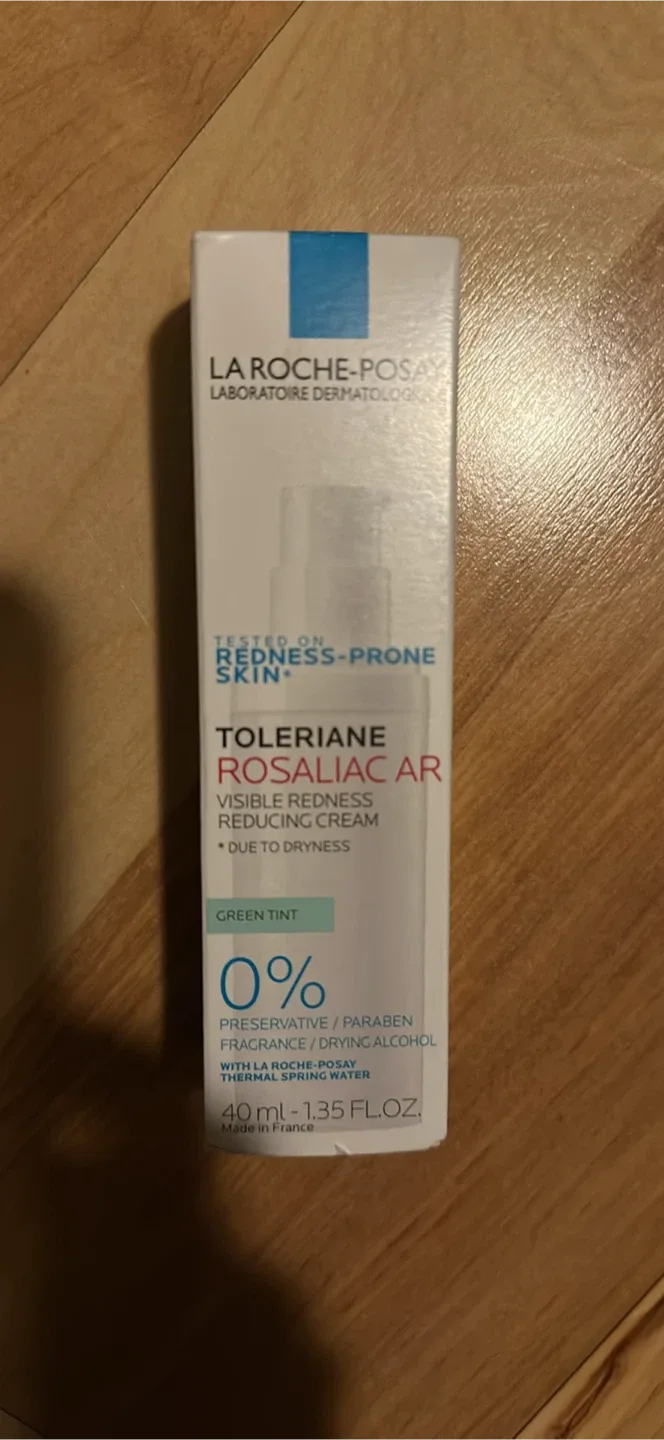 LA ROCHE-POSAY
LABORATOIRE DERMATOLOGIQUE
TESTED ON
REDNESS-PRONE
SKIN*
TOLERIANE
ROSALIAC AR
VISIBLE REDNESS
REDUCING CREAM
* DUE TO DRYNESS
GREEN TINT
0%
PRESERVATIVE / PARABEN
FRAGRANCE / DRYING ALCOHOL
WITH LA ROCHE-POSAY
THERMAL SPRING WATER
40 ml - 1.35 FL.OZ.
Made in France